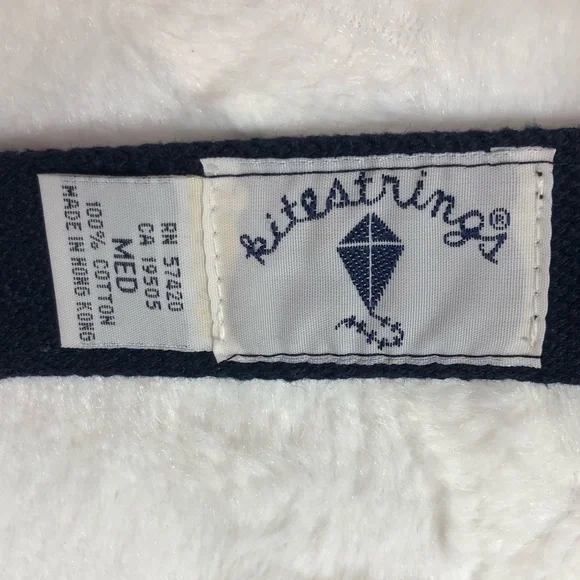 kitestrings®
RN 57420
CA 19505
MED
100% COTTON
MADE IN HONG KONG